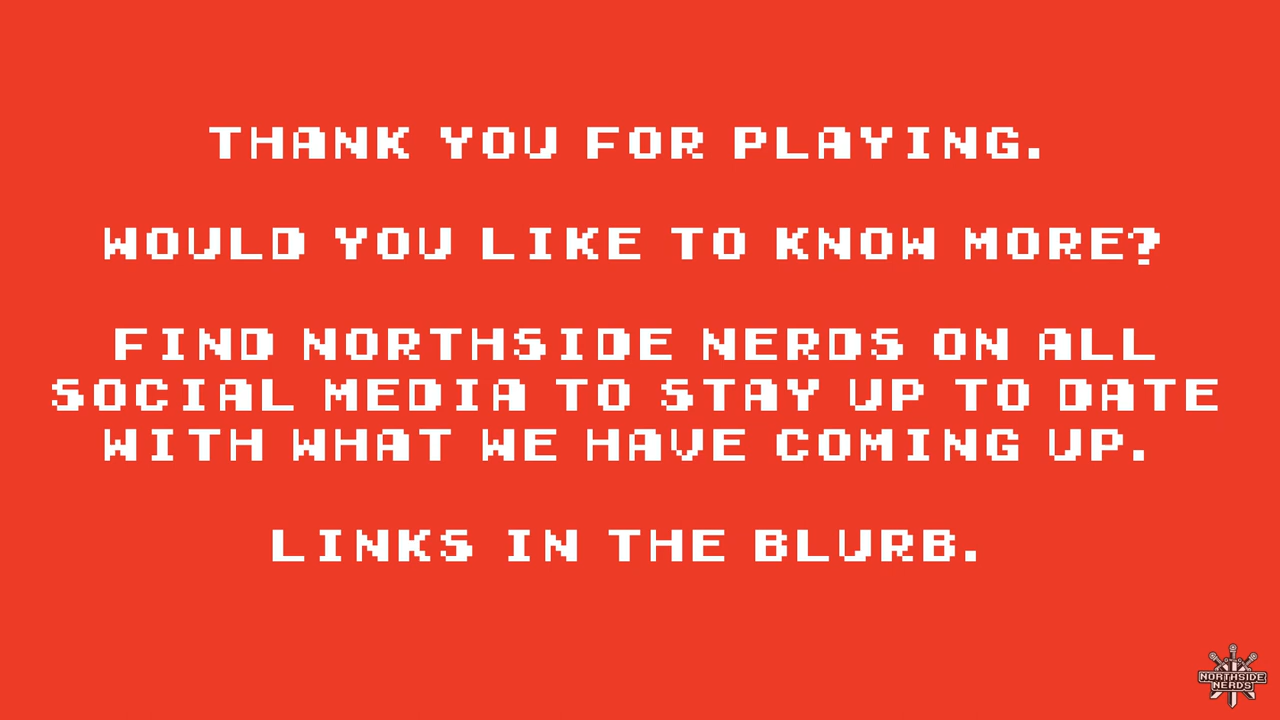 THANK YOU FOR PLAYING.
WOULD YOU LIKE TO KNOW MORE?
FIND NORTHSIDE NERDS ON ALL
SOCIAL MEDIA TO STAY UP TO DATE
WITH WHAT WE HAVE COMING UP.
LINKS IN THE BLURB.
NORTHSIDE
NERDS